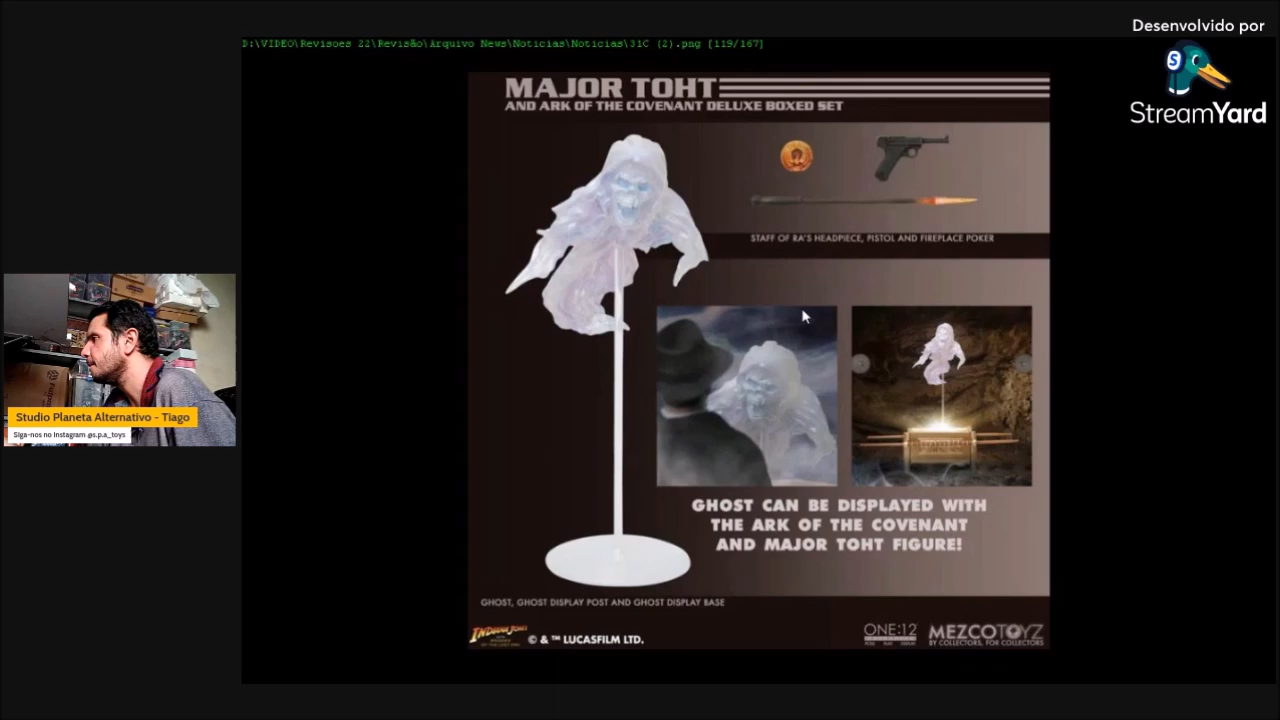 Desenvolvido por
StreamYard
D:\VIDEO\Revisoes 22\Revisão\Arquivo News\Noticias\Noticias\31C (2).png [119/167]
MAJOR TOHT
AND ARK OF THE COVENANT DELUXE BOXED SET
STAFF OF RA'S HEADPIECE, PISTOL AND FIREPLACE POKER
GHOST CAN BE DISPLAYED WITH
THE ARK OF THE COVENANT
AND MAJOR TOHT FIGURE!
GHOST, GHOST DISPLAY POST AND GHOST DISPLAY BASE
INDIANA JONES
© & ™ LUCASFILM LTD.
ONE:12
MEZCOTOYZ
BY COLLECTORS, FOR COLLECTORS
Studio Planeta Alternativo - Tiago
Siga-nos no Instagram @s.p.a_toys